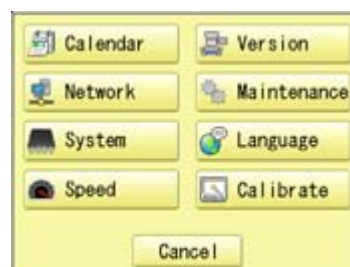 Calendar
Version
Network
Maintenance
System
Language
Speed
Calibrate
Cancel